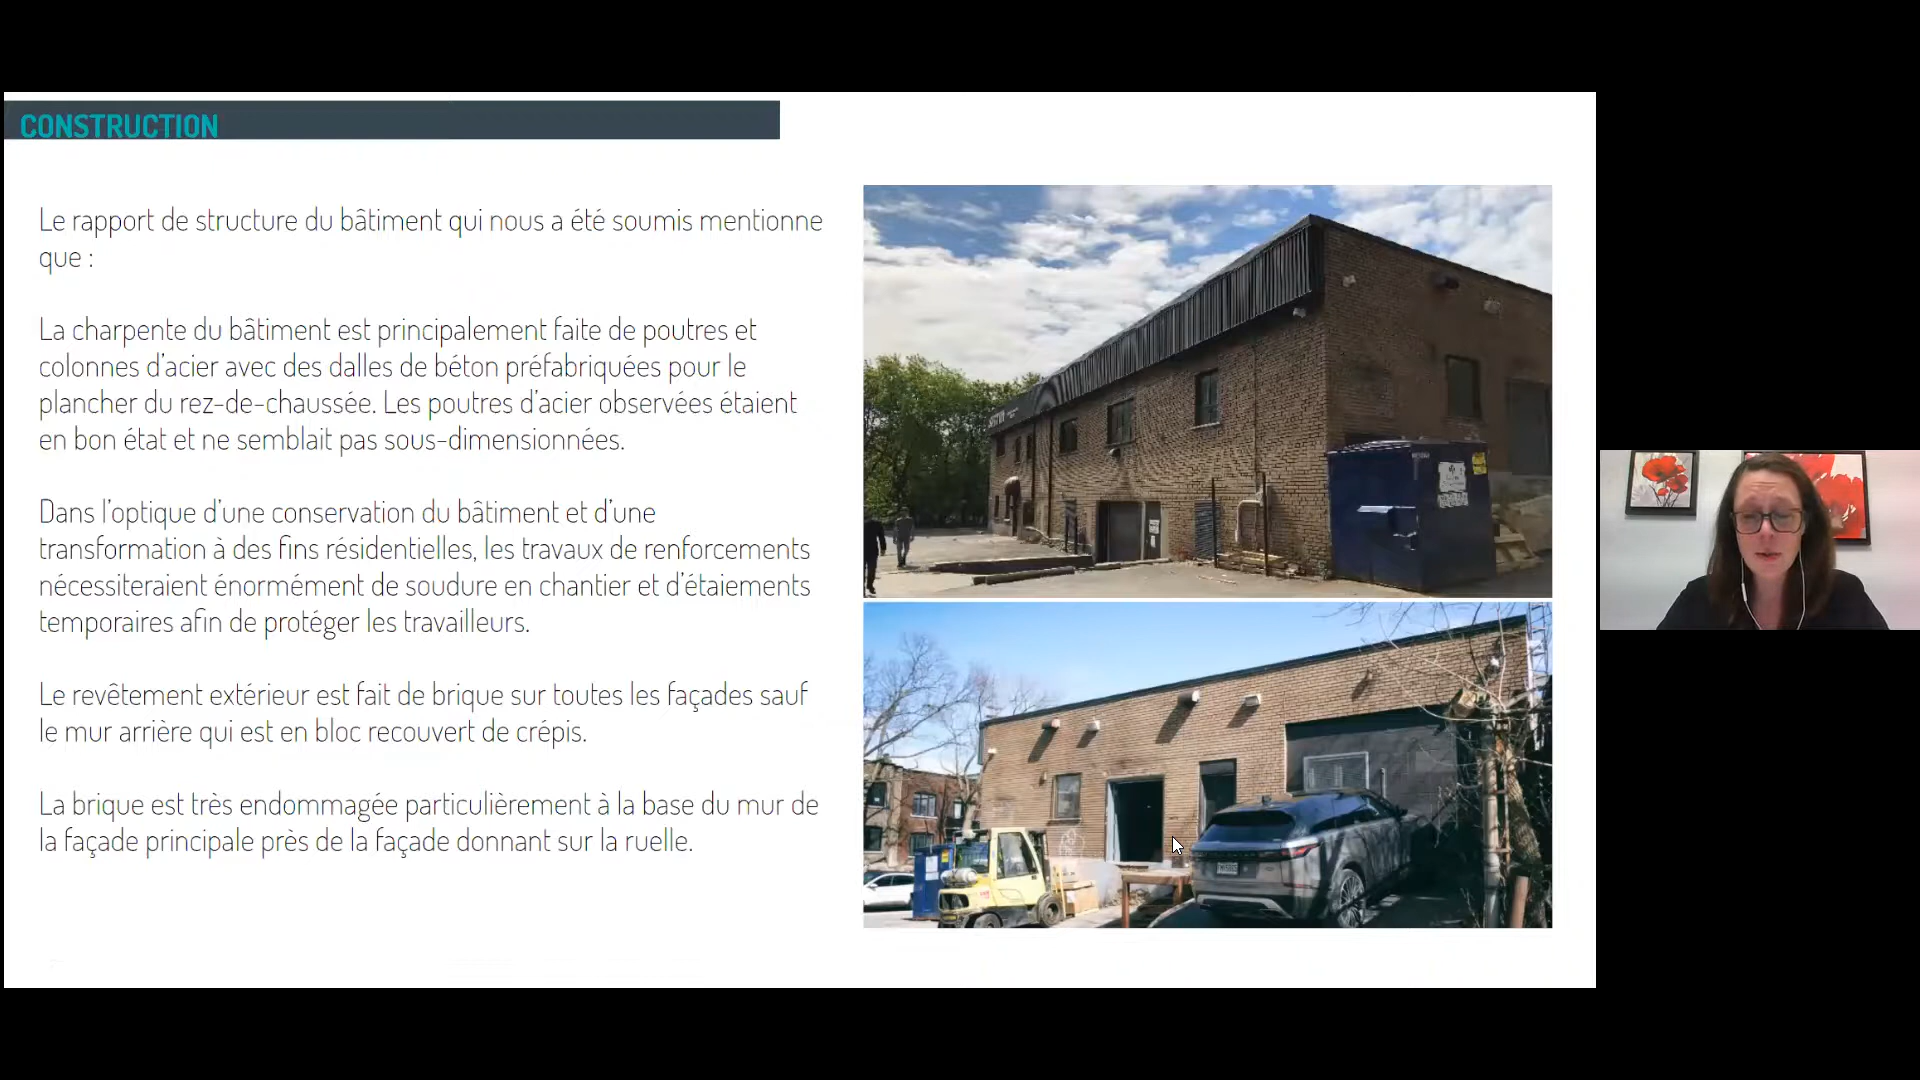 CONSTRUCTION
Le rapport de structure du bâtiment qui nous a été soumis mentionne
que :
La charpente du bâtiment est principalement faite de poutres et
colonnes d'acier avec des dalles de béton préfabriquées pour le
plancher du rez-de-chaussée. Les poutres d'acier observées étaient
en bon état et ne semblait pas sous-dimensionnées.
Dans l'optique d'une conservation du bâtiment et d'une
transformation à des fins résidentielles, les travaux de renforcements
nécessiteraient énormément de soudure en chantier et d'étaiements
temporaires afin de protéger les travailleurs.
Le revêtement extérieur est fait de brique sur toutes les façades sauf
le mur arrière qui est en bloc recouvert de crépis.
La brique est très endommagée particulièrement à la base du mur de
la façade principale près de la façade donnant sur la ruelle.